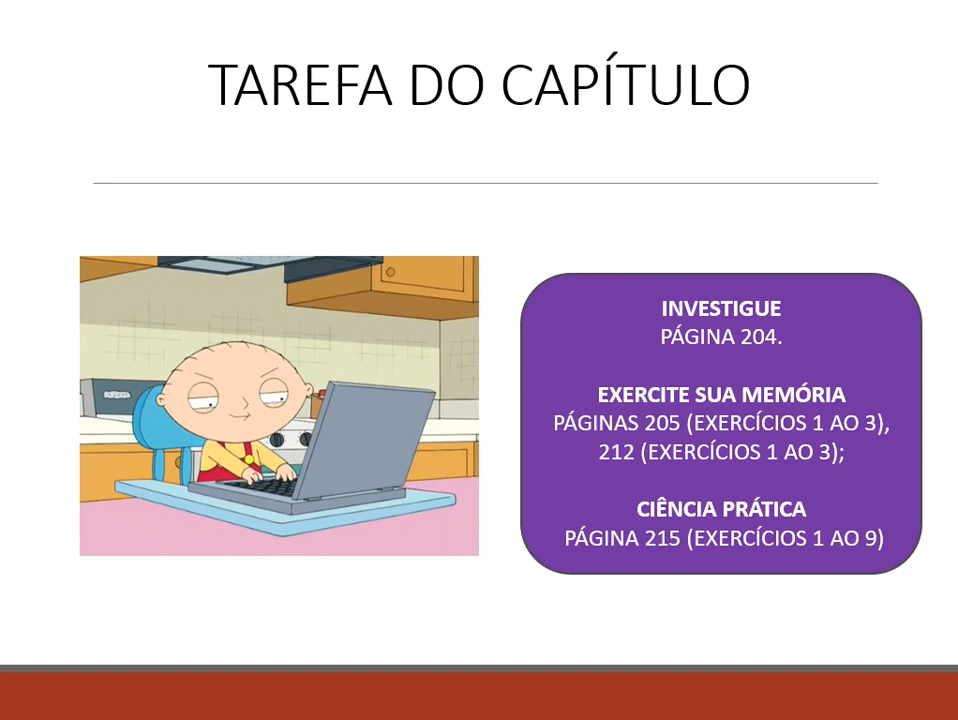 TAREFA DO CAPÍTULO
INVESTIGUE
PÁGINA 204.
EXERCITE SUA MEMÓRIA
PÁGINAS 205 (EXERCÍCIOS 1 AO 3),
212 (EXERCÍCIOS 1 AO 3);
CIÊNCIA PRÁTICA
PÁGINA 215 (EXERCÍCIOS 1 AO 9)